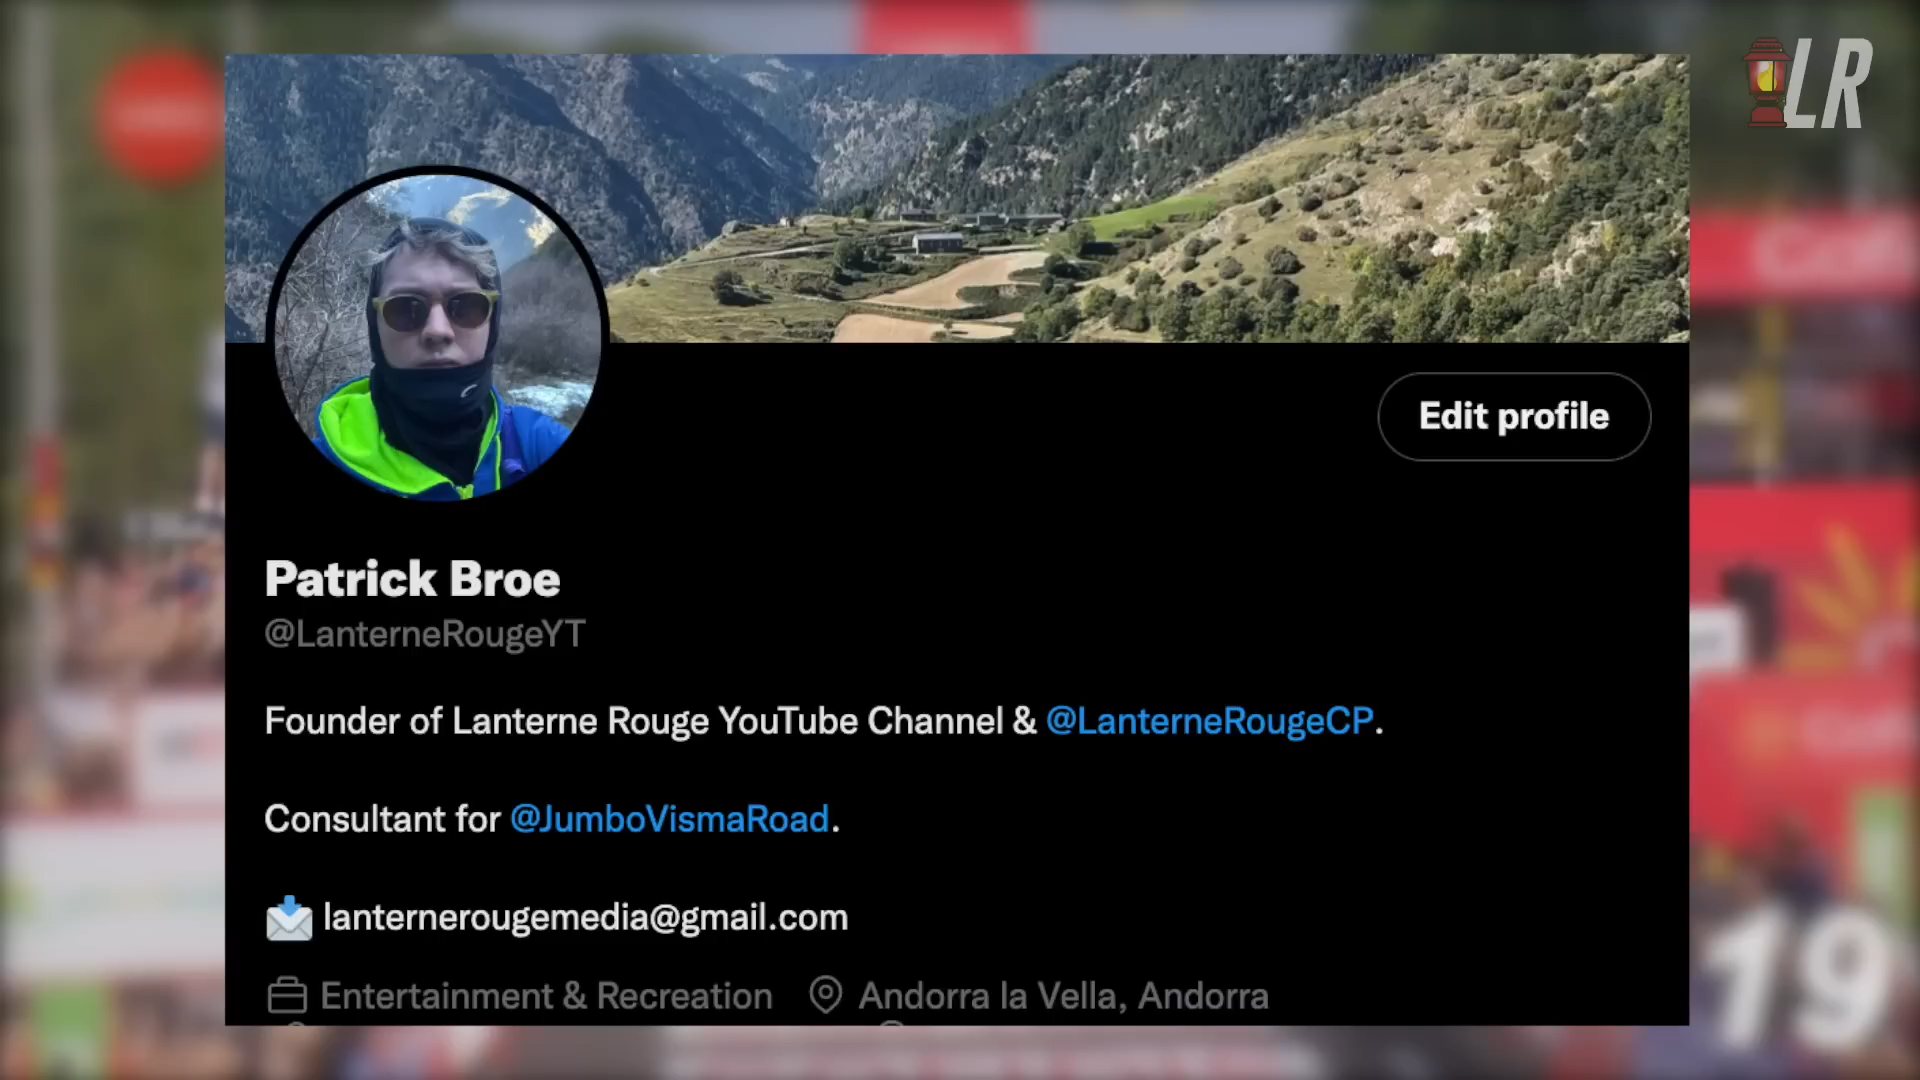 LR
Edit profile
Patrick Broe
@LanterneRougeYT
Founder of Lanterne Rouge YouTube Channel & @LanterneRougeCP.
Consultant for @JumboVismaRoad.
lanternerougemedia@gmail.com
Entertainment & Recreation Andorra la Vella, Andorra
19